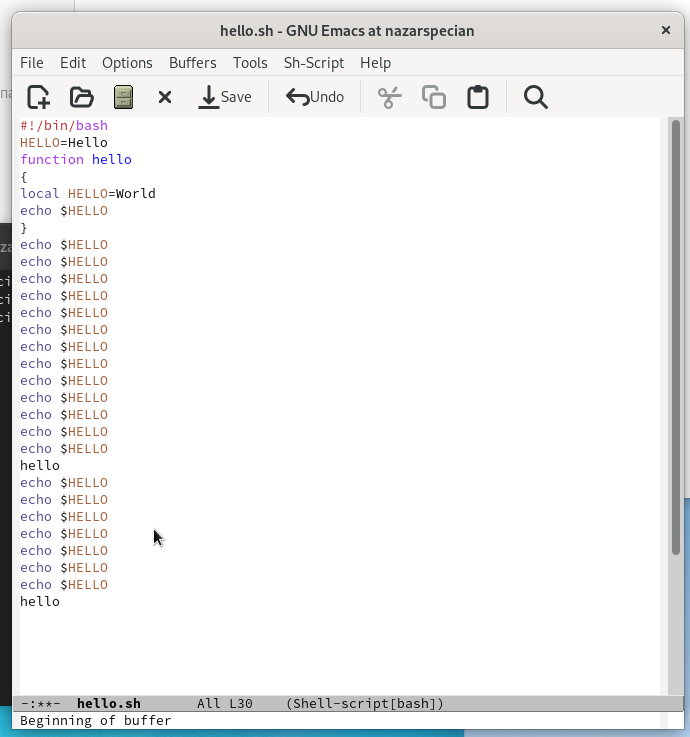 hello.sh - GNU Emacs at nazarspecian
File Edit Options Buffers Tools Sh-Script Help
Save Undo
#!/bin/bash
HELLO=Hello
function hello
{
local HELLO=World
echo $HELLO
}
echo $HELLO
echo $HELLO
echo $HELLO
echo $HELLO
echo $HELLO
echo $HELLO
echo $HELLO
echo $HELLO
echo $HELLO
echo $HELLO
echo $HELLO
echo $HELLO
echo $HELLO
hello
echo $HELLO
echo $HELLO
echo $HELLO
echo $HELLO
echo $HELLO
echo $HELLO
echo $HELLO
hello
-:**- hello.sh All L30 (Shell-script[bash])
Beginning of buffer